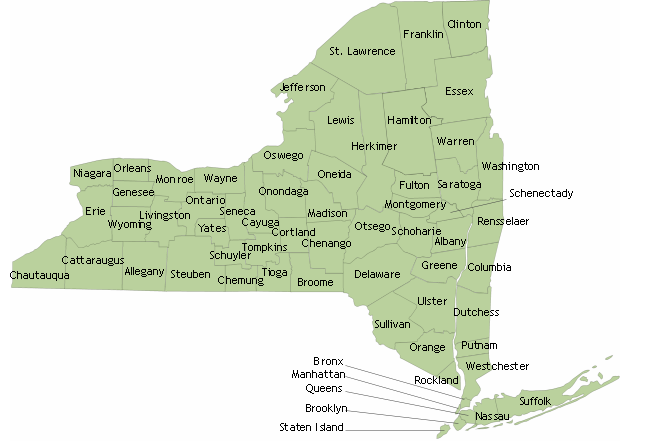 Clinton
Franklin
St. Lawrence
Jefferson
Essex
Lewis
Hamilton
Herkimer
Warren
Oswego
Washington
Niagara
Orleans
Monroe
Wayne
Oneida
Fulton
Saratoga
Genesee
Onondaga
Schenectady
Ontario
Montgomery
Erie
Livingston
Seneca
Madison
Wyoming
Cayuga
Rensselaer
Yates
Cortland
Otsego
Schoharie
Chenango
Albany
Tompkins
Schuyler
Cattaraugus
Greene
Columbia
Chautauqua
Allegany
Steuben
Tioga
Delaware
Chemung
Broome
Ulster
Dutchess
Sullivan
Orange
Putnam
Bronx
Westchester
Manhattan
Rockland
Queens
Suffolk
Brooklyn
Nassau
Staten Island